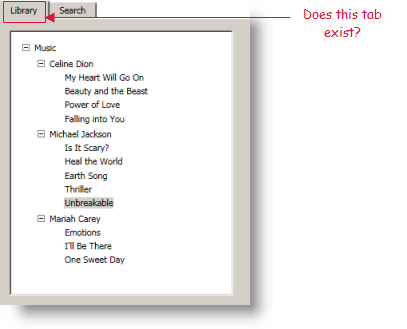 Library Search
Does this tab
exist?
Music
Celine Dion
My Heart Will Go On
Beauty and the Beast
Power of Love
Falling into You
Michael Jackson
Is It Scary?
Heal the World
Earth Song
Thriller
Unbreakable
Mariah Carey
Emotions
I'll Be There
One Sweet Day